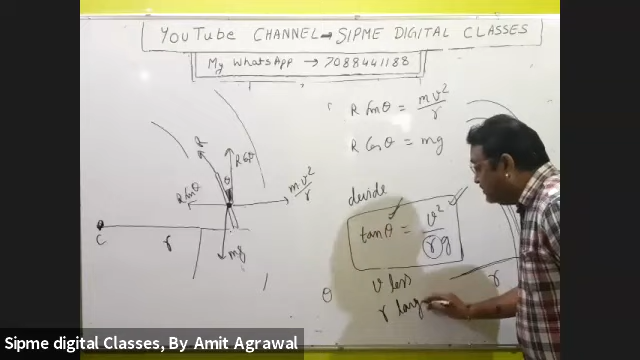 YOUTube CHANNEL → SIPME DIGITAL CLASSES
My WhatsApp → 7088441188
R Sinθ = mv²/r
R Cosθ = mg
divide
tanθ = v²/rg
R
R Cosθ
θ
R Sinθ
mv²/r
C
r
mg
θ
v less
r larg
r
Sipme digital Classes, By Amit Agrawal